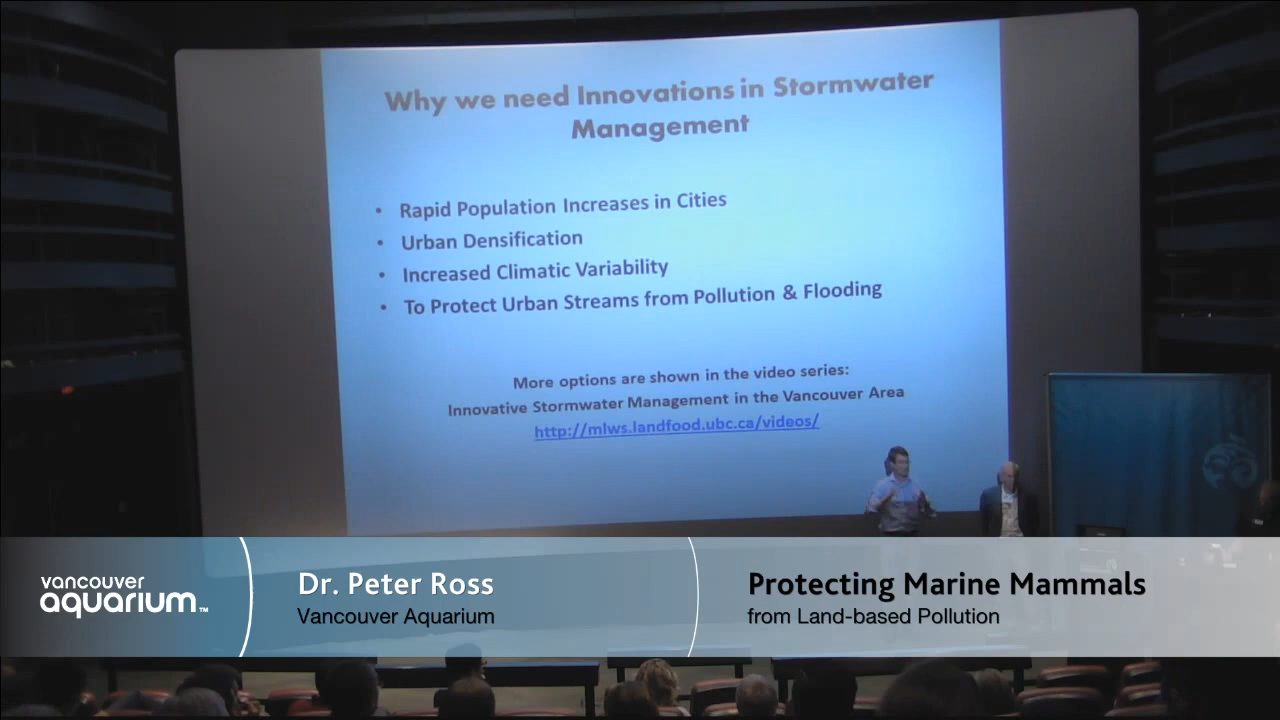 Why we need Innovations in Stormwater
Management
• Rapid Population Increases in Cities
• Urban Densification
• Increased Climatic Variability
• To Protect Urban Streams from Pollution & Flooding
More options are shown in the video series:
Innovative Stormwater Management in the Vancouver Area
http://mlws.landfood.ubc.ca/videos/
vancouver
aquarium™
Dr. Peter Ross
Vancouver Aquarium
Protecting Marine Mammals
from Land-based Pollution